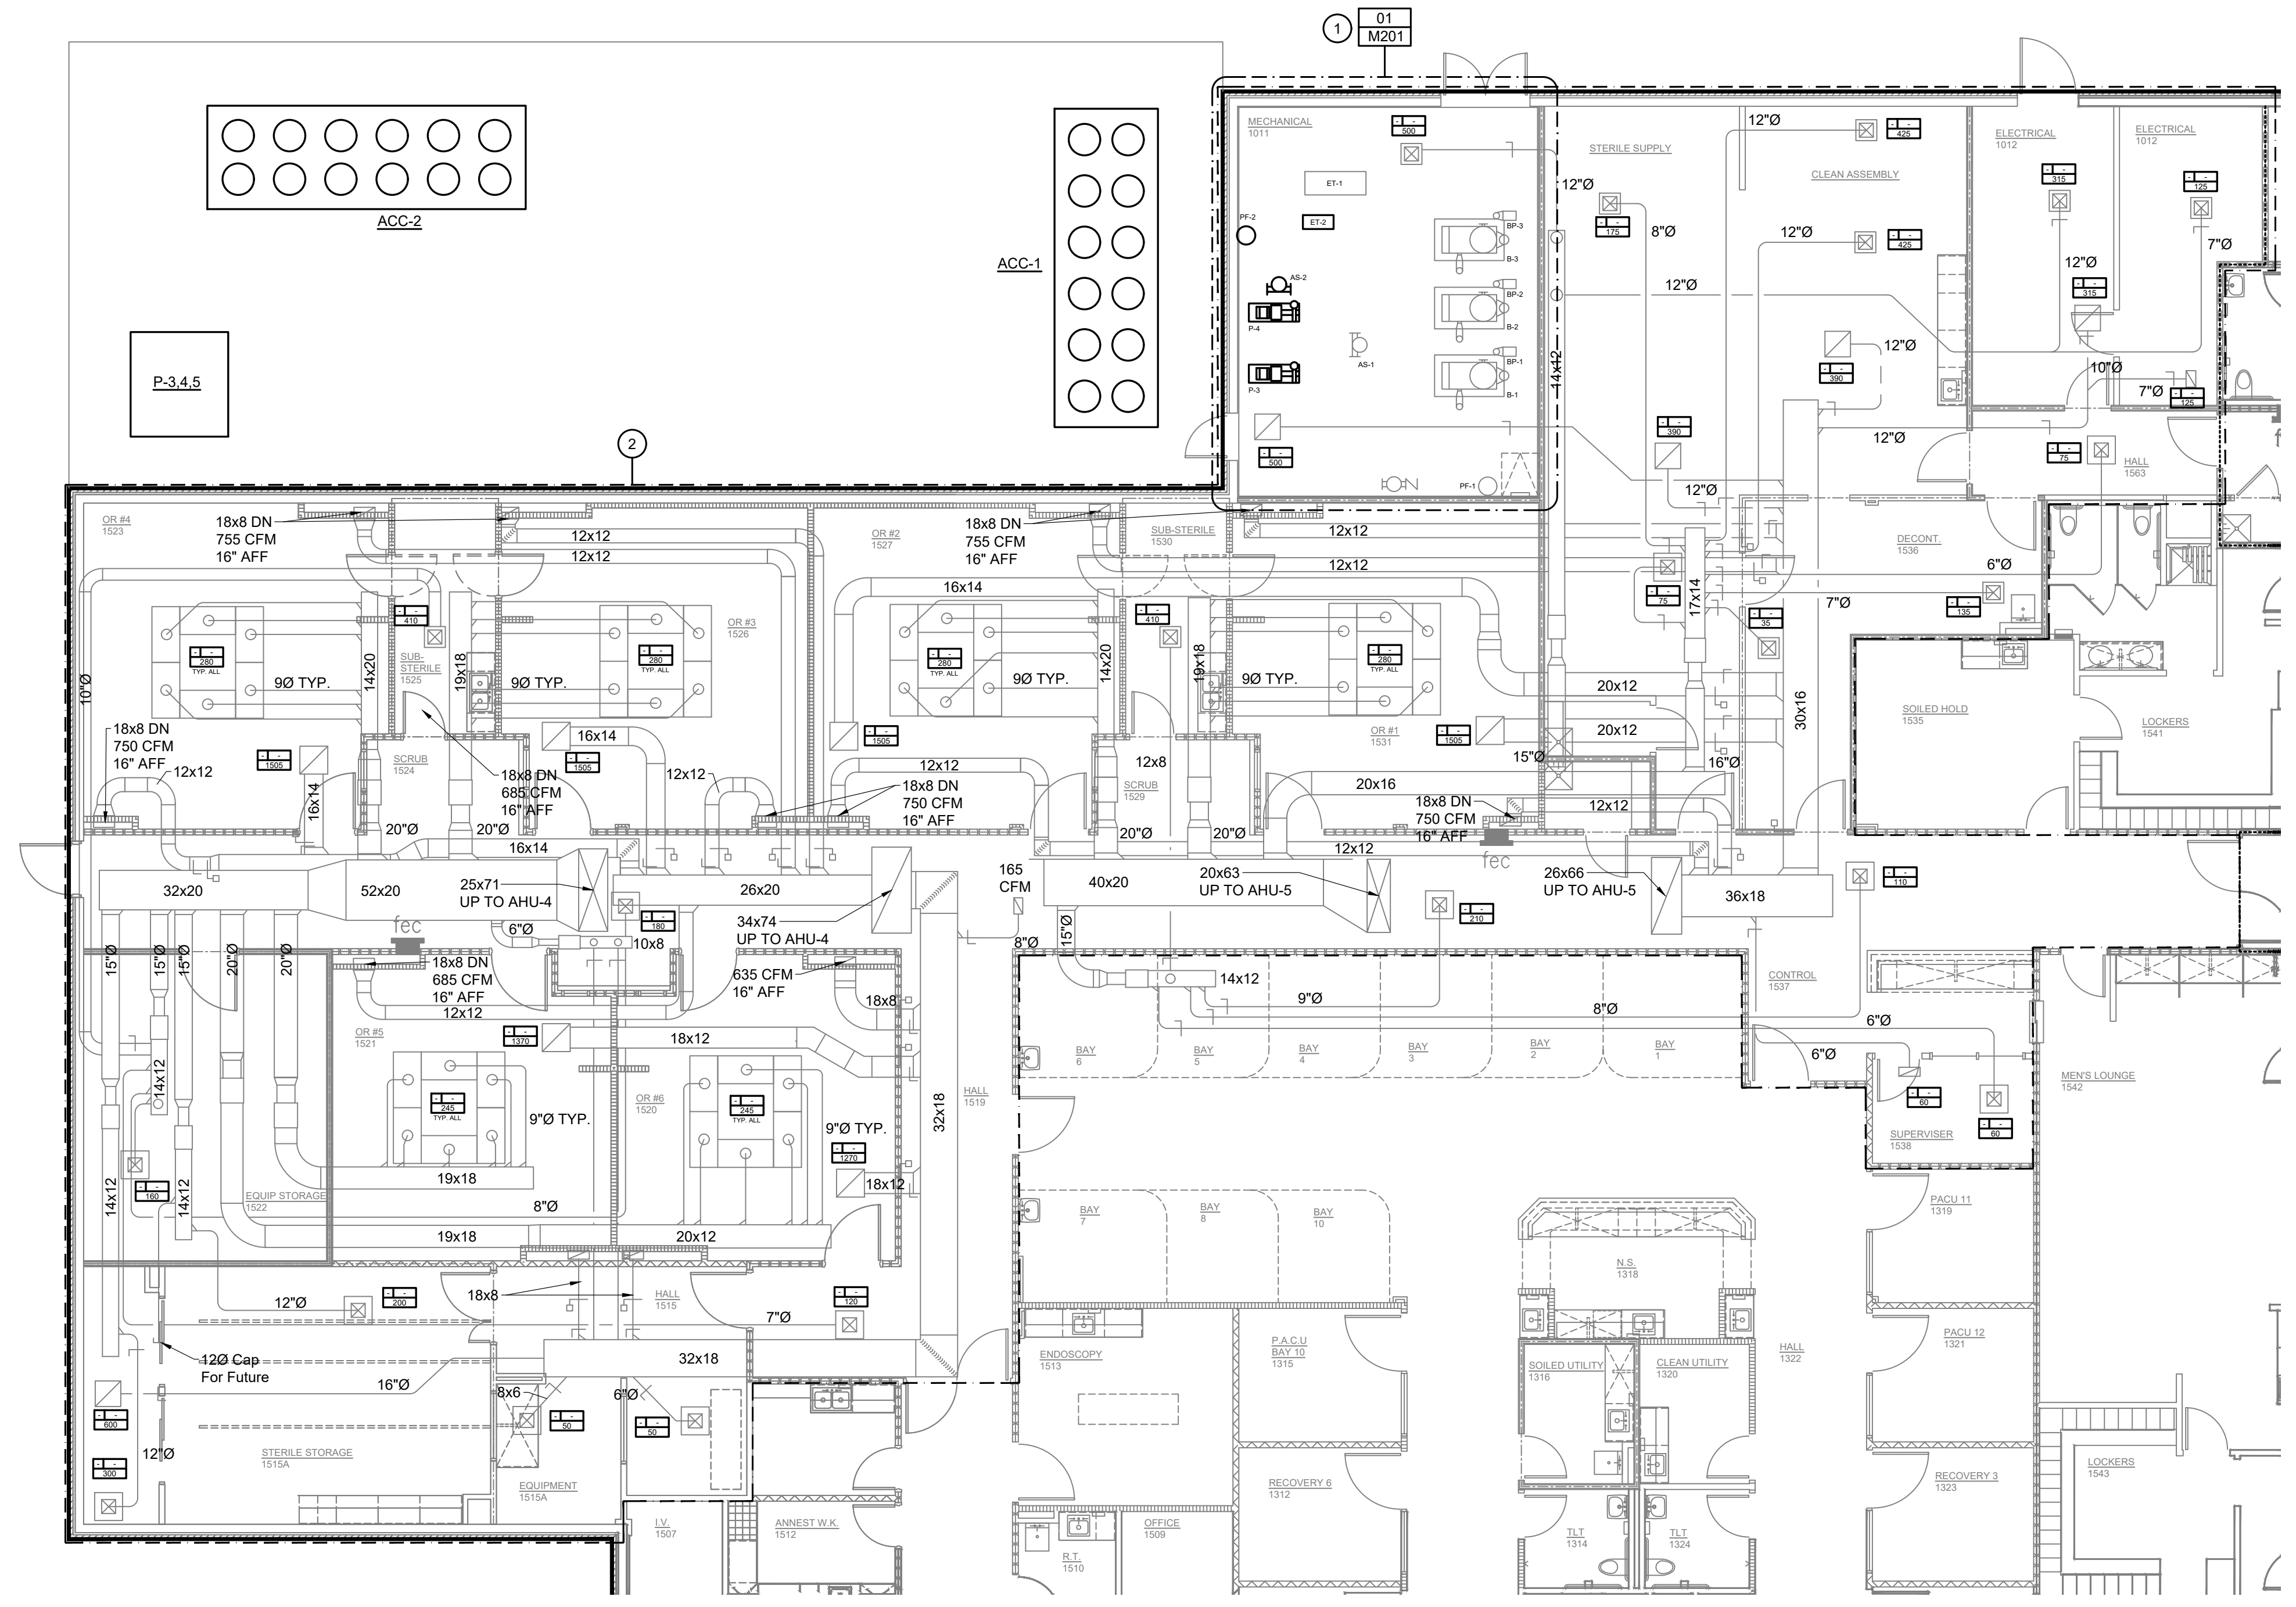 1
01
M201
ACC-2
ACC-1
P-3,4,5
2
MECHANICAL
1011
- -
500
ET-1
ET-2
PF-2
BP-3
B-3
AS-2
BP-2
P-4
B-2
AS-1
BP-1
P-3
B-1
- -
500
PF-1
14x12
STERILE SUPPLY
12"Ø
- -
425
CLEAN ASSEMBLY
12"Ø
- -
175
8"Ø
12"Ø
- -
425
12"Ø
ELECTRICAL
1012
ELECTRICAL
1012
- -
315
- -
125
7"Ø
12"Ø
- -
315
12"Ø
- -
390
10"Ø
7"Ø
- -
125
- -
390
12"Ø
- -
75
HALL
1563
12"Ø
OR #4
1523
18x8 DN
755 CFM
16" AFF
12x12
12x12
OR #2
1527
18x8 DN
755 CFM
16" AFF
SUB-STERILE
1530
12x12
12x12
DECONT.
1536
6"Ø
16x14
- -
75
17x14
7"Ø
- -
135
- -
35
- -
410
- -
410
OR #3
1526
- -
280
TYP. ALL
SUB-
STERILE
1525
- -
280
TYP. ALL
- -
280
TYP. ALL
- -
280
TYP. ALL
10"Ø
9Ø TYP.
14x20
19x18
9Ø TYP.
9Ø TYP.
14x20
19x18
9Ø TYP.
20x12
30x16
SOILED HOLD
1535
LOCKERS
1541
18x8 DN
750 CFM
16" AFF
12x12
- -
1505
16x14
SCRUB
1524
16x14
- -
1505
18x8 DN
685 CFM
16" AFF
12x12
- -
1505
12x12
18x8 DN
750 CFM
16" AFF
12x8
SCRUB
1529
OR #1
1531
- -
1505
20x12
15"Ø
16"Ø
20x16
18x8 DN
750 CFM
16" AFF
12x12
20"Ø
20"Ø
16x14
20"Ø
20"Ø
12x12
fec
32x20
52x20
25x71
UP TO AHU-4
26x20
34x74
UP TO AHU-4
165
CFM
40x20
20x63
UP TO AHU-5
26x66
UP TO AHU-5
36x18
- -
110
- -
210
- -
180
fec
6"Ø
10x8
8"Ø
15"Ø
15"Ø
15"Ø
15"Ø
20"Ø
20"Ø
18x8 DN
685 CFM
16" AFF
12x12
635 CFM
16" AFF
18x8
14x12
9"Ø
8"Ø
6"Ø
6"Ø
CONTROL
1537
OR #5
1521
- -
1370
18x12
BAY
6
BAY
5
BAY
4
BAY
3
BAY
2
BAY
1
14x12
- -
245
TYP. ALL
9"Ø TYP.
OR #6
1520
- -
245
TYP. ALL
9"Ø TYP.
HALL
1519
32x18
- -
60
- -
60
SUPERVISER
1538
MEN'S LOUNGE
1542
- -
1270
18x12
14x12
- -
160
14x12
19x18
EQUIP STORAGE
1522
8"Ø
19x18
20x12
BAY
7
BAY
8
BAY
10
PACU 11
1319
N.S.
1318
12"Ø
- -
200
18x8
HALL
1515
7"Ø
- -
120
12Ø Cap
For Future
16"Ø
32x18
8x6
- -
50
6"Ø
- -
50
- -
600
12"Ø
- -
300
STERILE STORAGE
1515A
EQUIPMENT
1515A
ENDOSCOPY
1513
P.A.C.U
BAY 10
1315
SOILED UTILITY
1316
CLEAN UTILITY
1320
HALL
1322
PACU 12
1321
RECOVERY 6
1312
RECOVERY 3
1323
LOCKERS
1543
I.V.
1507
ANNEST W.K.
1512
R.T.
1510
OFFICE
1509
TLT
1314
TLT
1324